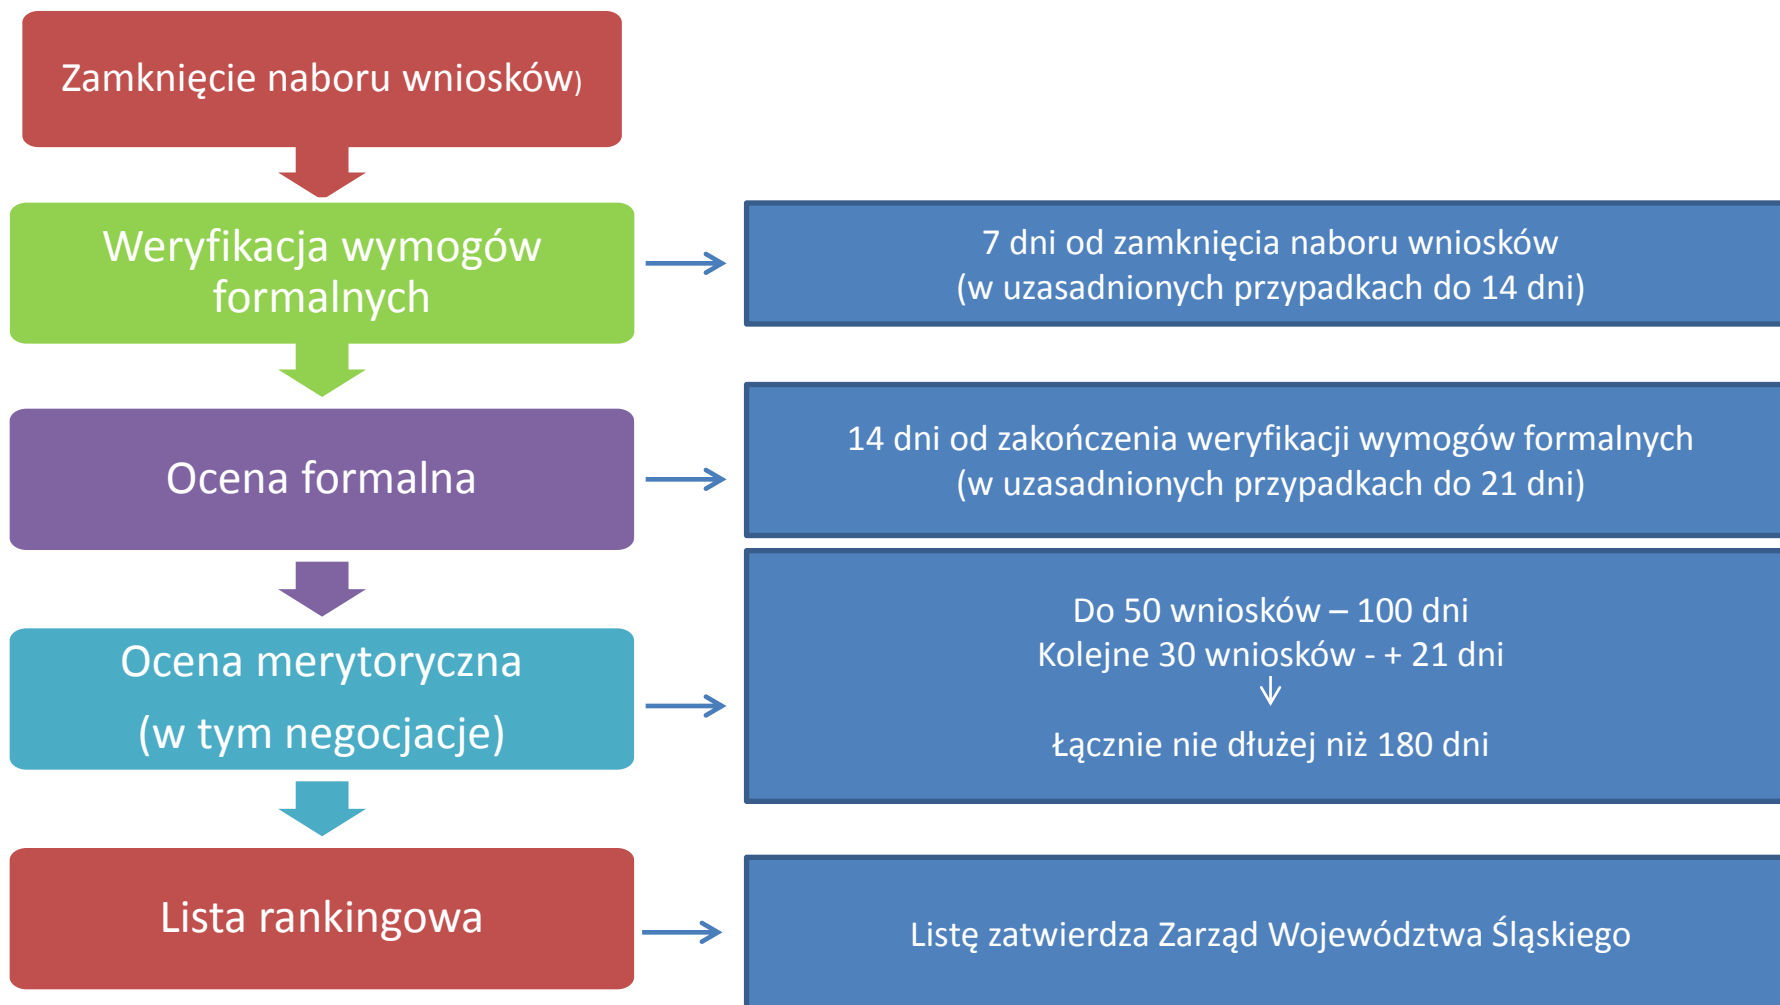 Zamknięcie naboru wniosków)
Weryfikacja wymogów
formalnych
7 dni od zamknięcia naboru wniosków
(w uzasadnionych przypadkach do 14 dni)
Ocena formalna
14 dni od zakończenia weryfikacji wymogów formalnych
(w uzasadnionych przypadkach do 21 dni)
Ocena merytoryczna
(w tym negocjacje)
Do 50 wniosków – 100 dni
Kolejne 30 wniosków - + 21 dni
Łącznie nie dłużej niż 180 dni
Lista rankingowa
Listę zatwierdza Zarząd Województwa Śląskiego